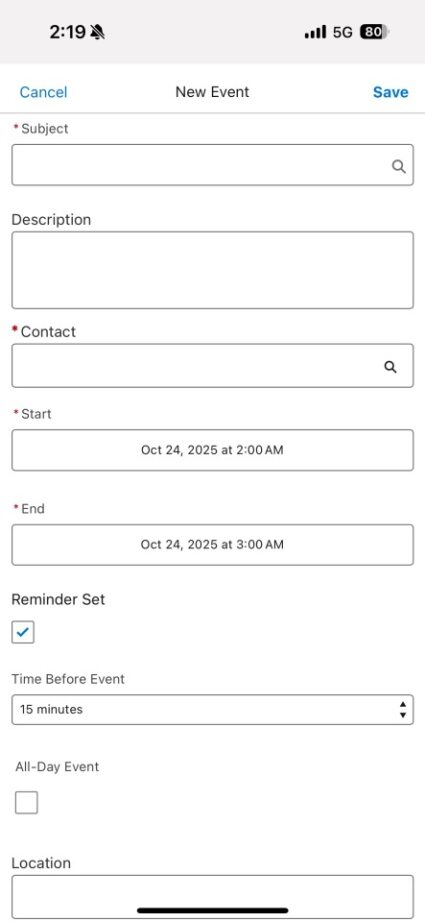 2:19 5G 80
Cancel New Event Save
* Subject
Description
* Contact
* Start
Oct 24, 2025 at 2:00 AM
* End
Oct 24, 2025 at 3:00 AM
Reminder Set
Time Before Event
15 minutes
All-Day Event
Location